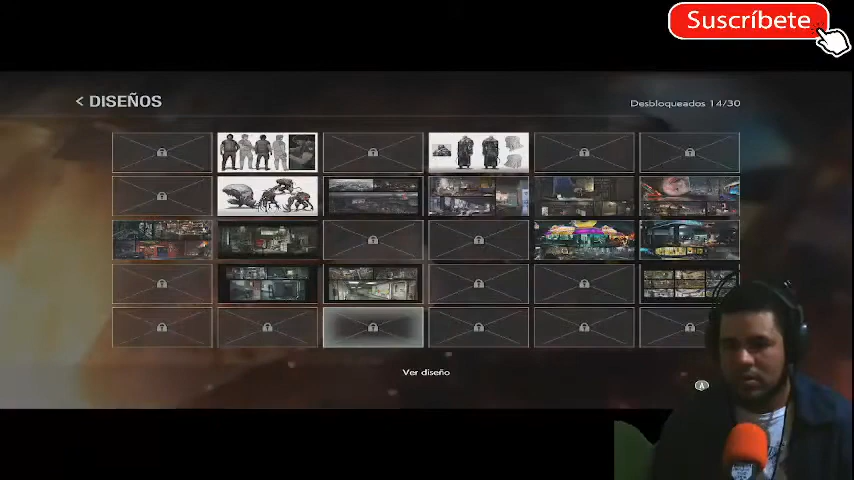 Suscríbete
< DISEÑOS
Desbloqueados 14/30
Ver diseño
A